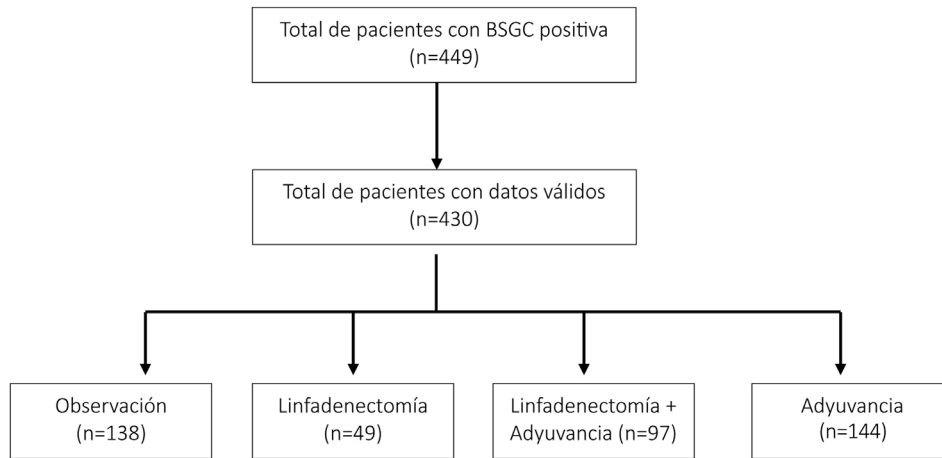 Total de pacientes con BSGC positiva
(n=449)
Total de pacientes con datos válidos
(n=430)
Observación
(n=138)
Linfadenectomía
(n=49)
Linfadenectomía +
Adyuvancia (n=97)
Adyuvancia
(n=144)